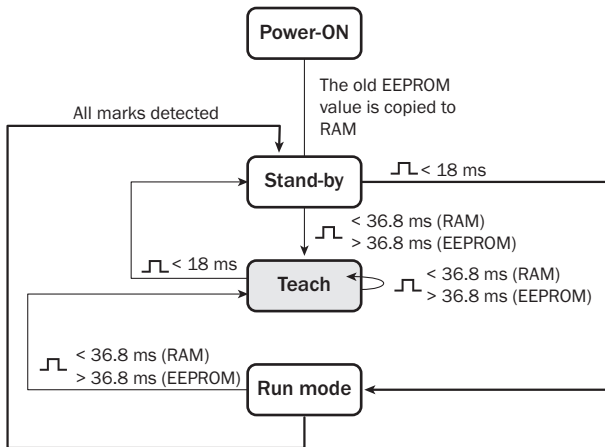 Power-ON
The old EEPROM
value is copied to
RAM
All marks detected
Stand-by
< 18 ms
< 36.8 ms (RAM)
> 36.8 ms (EEPROM)
< 18 ms
Teach
< 36.8 ms (RAM)
> 36.8 ms (EEPROM)
< 36.8 ms (RAM)
> 36.8 ms (EEPROM)
Run mode